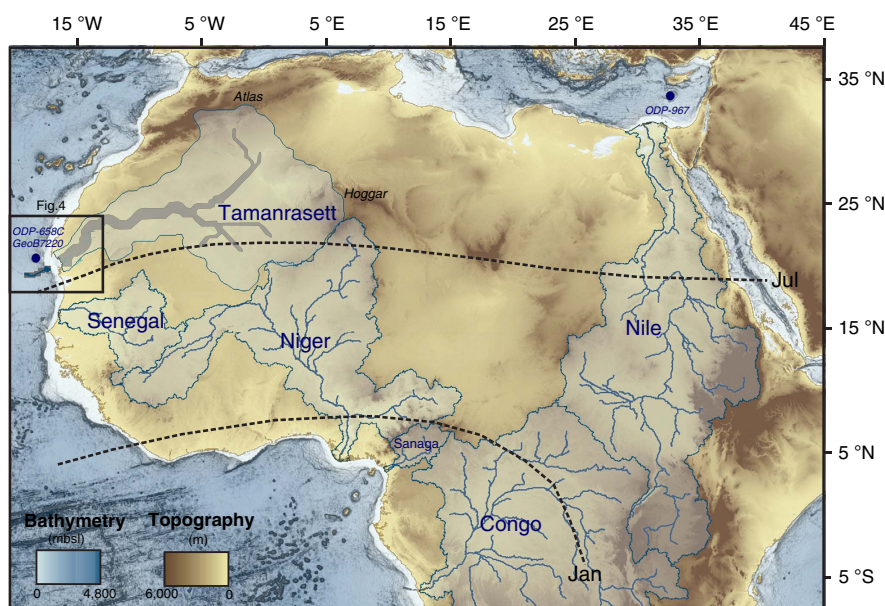 15 °W 5 °W 5 °E 15 °E 25 °E 35 °E 45 °E
35 °N
ODP-967
Atlas
Hoggar
25 °N
Fig.4
Tamanrasett
ODP-658C
GeoB7220
Jul
Senegal
Niger
Nile
15 °N
Sanaga
5 °N
Bathymetry Topography
(mbsl) (m)
Congo
0 4,800 6,000 0
Jan
5 °S